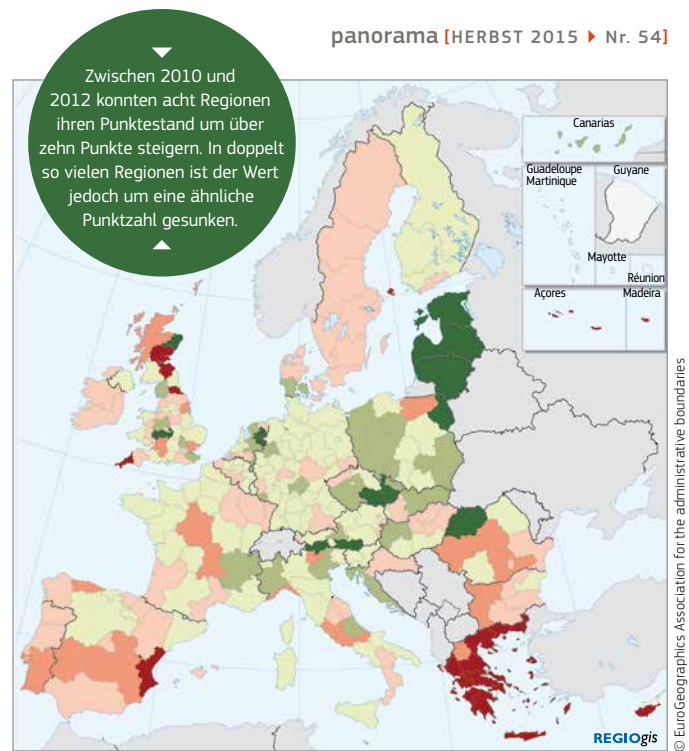 panorama [HERBST 2015 ▸ Nr. 54]
Zwischen 2010 und
2012 konnten acht Regionen
ihren Punktestand um über
zehn Punkte steigern. In doppelt
so vielen Regionen ist der Wert
jedoch um eine ähnliche
Punktzahl gesunken.
Canarias
Guadeloupe
Martinique
Guyane
Mayotte
Réunion
Açores
Madeira
REGIOgis
© EuroGeographics Association for the administrative boundaries